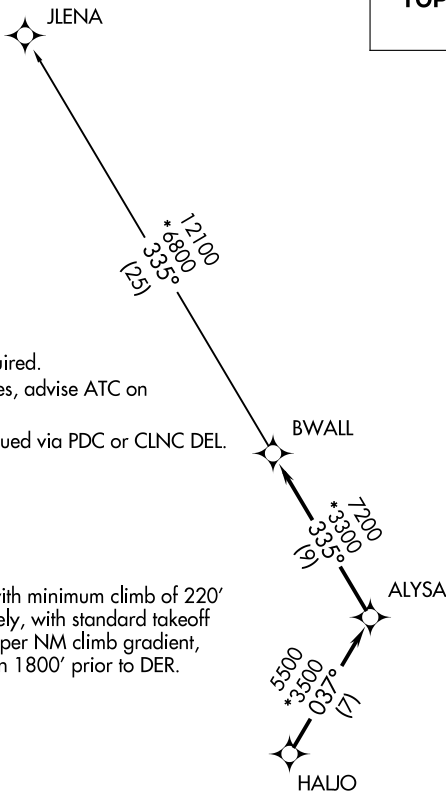 TOP
JLENA
12100
*6800
335°
(25)
uired.
es, advise ATC on
BWALL
ued via PDC or CLNC DEL.
7200
*3300
335°
(9)
ALYSA
with minimum climb of 220'
ely, with standard takeoff
per NM climb gradient,
n 1800' prior to DER.
5500
*3500
037°
(7)
HALJO